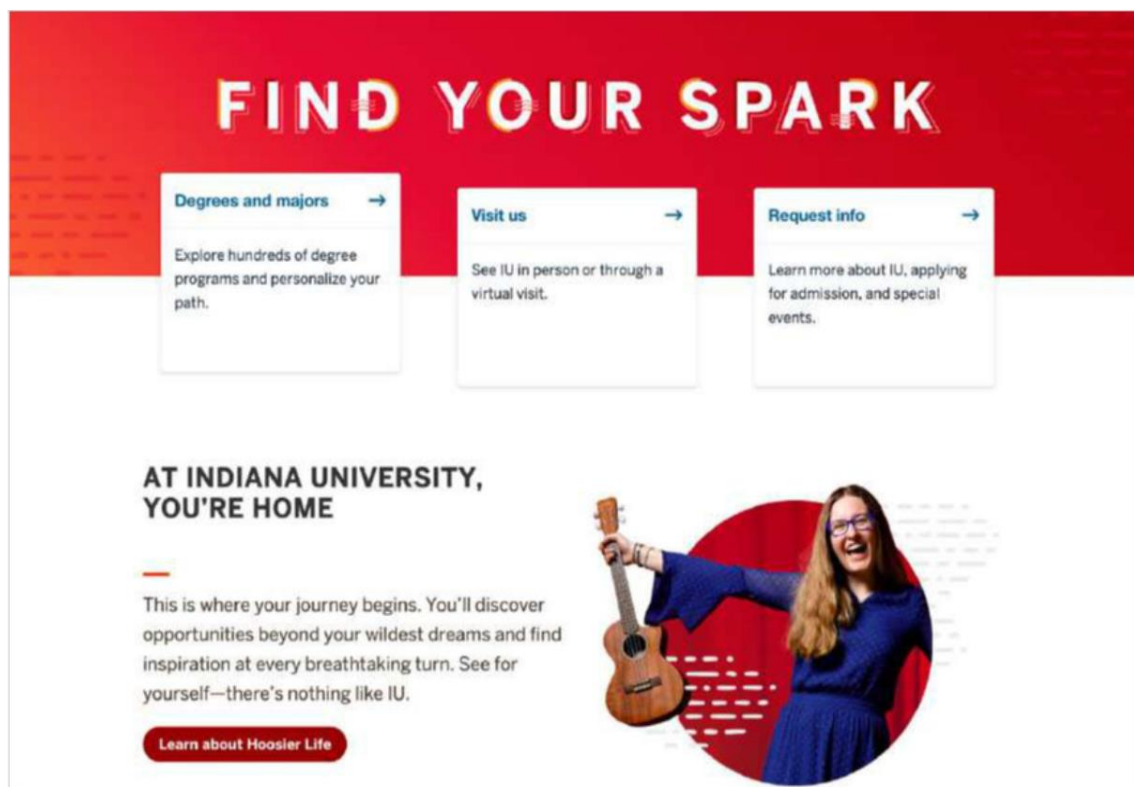 FIND YOUR SPARK
Degrees and majors →
Explore hundreds of degree
programs and personalize your
path.
Visit us →
See IU in person or through a
virtual visit.
Request info →
Learn more about IU, applying
for admission, and special
events.
AT INDIANA UNIVERSITY,
YOU'RE HOME
This is where your journey begins. You'll discover
opportunities beyond your wildest dreams and find
inspiration at every breathtaking turn. See for
yourself—there's nothing like IU.
Learn about Hoosier Life